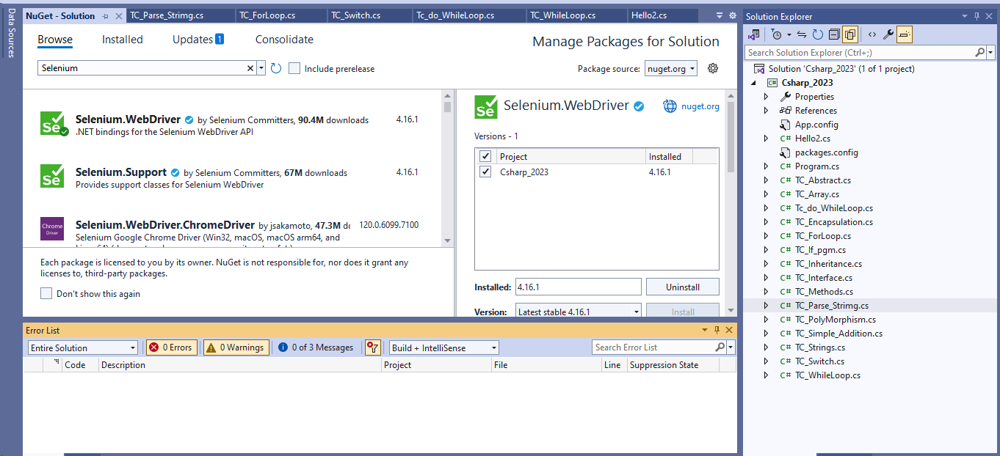 Data Sources
NuGet - Solution
TC_Parse_Strimg.cs
TC_ForLoop.cs
TC_Switch.cs
Tc_do_WhileLoop.cs
TC_WhileLoop.cs
Hello2.cs
Browse
Installed
Updates 1
Consolidate
Manage Packages for Solution
Selenium
Include prerelease
Package source: nuget.org
Se
Selenium.WebDriver by Selenium Committers, 90.4M downloads
4.16.1
.NET bindings for the Selenium WebDriver API
Se
Selenium.Support by Selenium Committers, 67M downloads
4.16.1
Provides support classes for Selenium WebDriver
Chrome
Driver
Selenium.WebDriver.ChromeDriver by jsakamoto, 47.3M
120.0.6099.7100
Selenium Google Chrome Driver (Win32, macOS, macOS arm64, and
Each package is licensed to you by its owner. NuGet is not responsible for, nor does it grant any
licenses to, third-party packages.
Don't show this again
Se
Selenium.WebDriver
nuget.org
Versions - 1
Project
Installed
Csharp_2023
4.16.1
Installed: 4.16.1
Uninstall
Version: Latest stable 4.16.1
Install
Error List
Entire Solution
0 Errors
0 Warnings
0 of 3 Messages
Build + IntelliSense
Search Error List
Code
Description
Project
File
Line
Suppression State
Solution Explorer
Search Solution Explorer (Ctrl+;)
Solution 'Csharp_2023' (1 of 1 project)
C# Csharp_2023
Properties
References
App.config
C# Hello2.cs
packages.config
C# Program.cs
C# TC_Abstract.cs
C# TC_Array.cs
C# Tc_do_WhileLoop.cs
C# TC_Encapsulation.cs
C# TC_ForLoop.cs
C# TC_If_pgm.cs
C# TC_Inheritance.cs
C# TC_Interface.cs
C# TC_Methods.cs
C# TC_Parse_Strimg.cs
C# TC_PolyMorphism.cs
C# TC_Simple_Addition.cs
C# TC_Strings.cs
C# TC_Switch.cs
C# TC_WhileLoop.cs